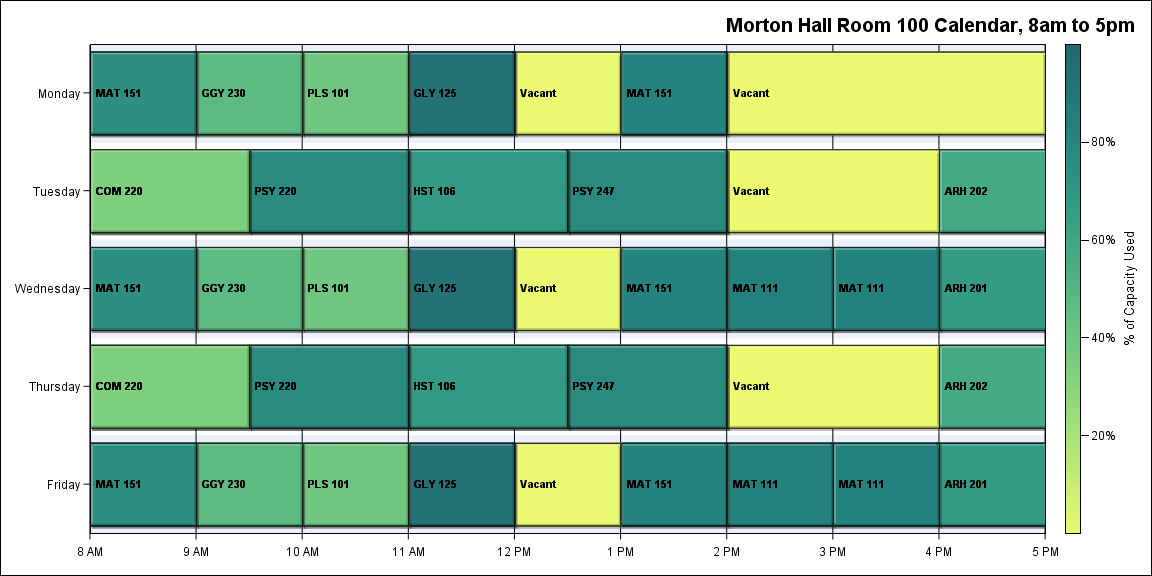 Morton Hall Room 100 Calendar, 8am to 5pm
Monday
MAT 151
GGY 230
PLS 101
GLY 125
Vacant
MAT 151
Vacant
Tuesday
COM 220
PSY 220
HST 106
PSY 247
Vacant
ARH 202
Wednesday
MAT 151
GGY 230
PLS 101
GLY 125
Vacant
MAT 151
MAT 111
MAT 111
ARH 201
Thursday
COM 220
PSY 220
HST 106
PSY 247
Vacant
ARH 202
Friday
MAT 151
GGY 230
PLS 101
GLY 125
Vacant
MAT 151
MAT 111
MAT 111
ARH 201
8 AM
9 AM
10 AM
11 AM
12 PM
1 PM
2 PM
3 PM
4 PM
5 PM
80%
60%
40%
20%
% of Capacity Used